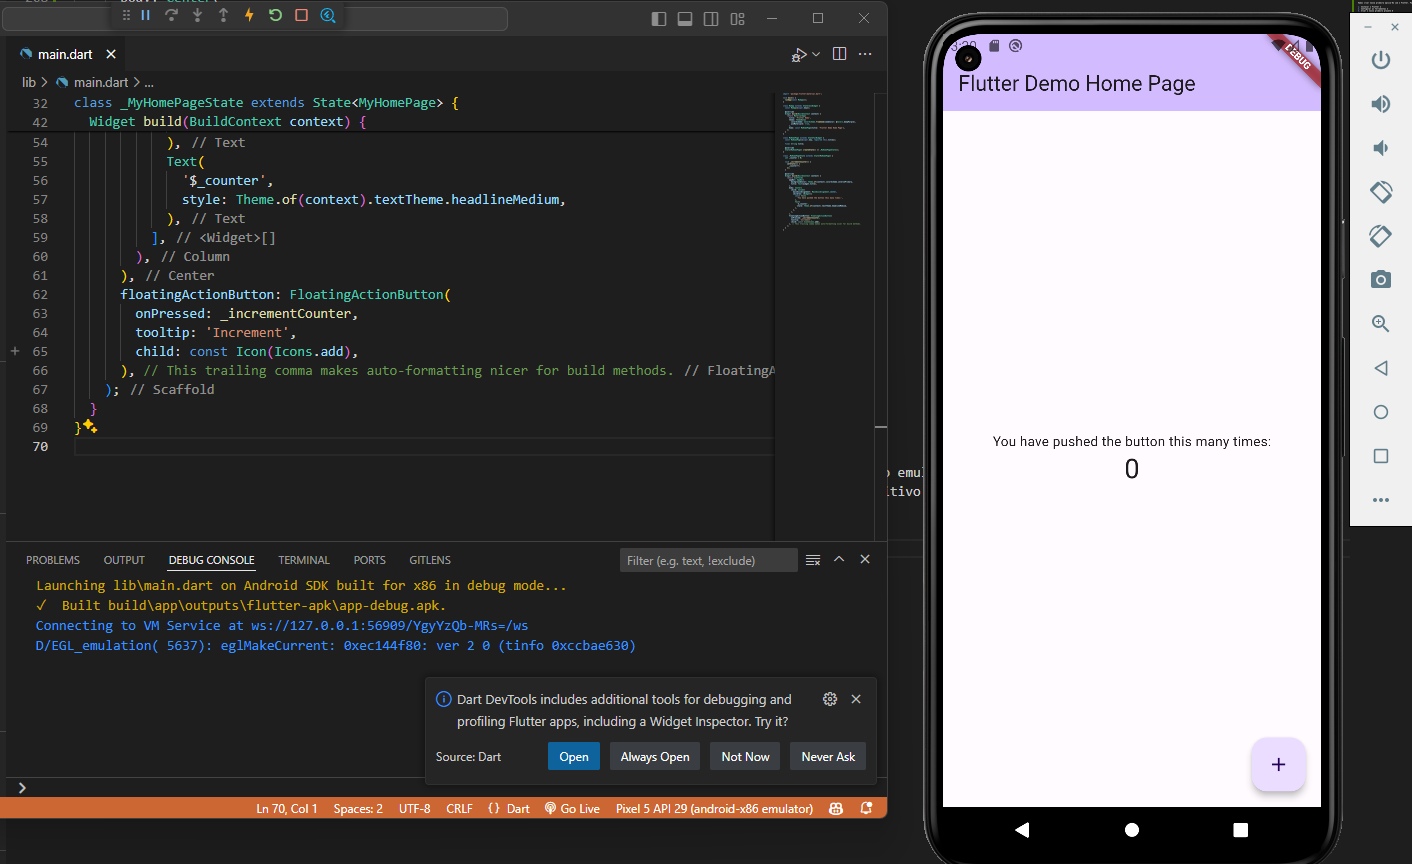 main.dart
lib > main.dart > ...
32 class _MyHomePageState extends State<MyHomePage> {
42 Widget build(BuildContext context) {
54 ), // Text
55 Text(
56 '$_counter',
57 style: Theme.of(context).textTheme.headlineMedium,
58 ), // Text
59 ], // <Widget>[]
60 ), // Column
61 ), // Center
62 floatingActionButton: FloatingActionButton(
63 onPressed: _incrementCounter,
64 tooltip: 'Increment',
65 child: const Icon(Icons.add),
66 ), // This trailing comma makes auto-formatting nicer for build methods. // FloatingA
67 ); // Scaffold
68 }
69 }
70
PROBLEMS OUTPUT DEBUG CONSOLE TERMINAL PORTS GITLENS
Filter (e.g. text, !exclude)
Launching lib\main.dart on Android SDK built for x86 in debug mode...
✓ Built build\app\outputs\flutter-apk\app-debug.apk.
Connecting to VM Service at ws://127.0.0.1:56909/YgyYzQb-MRs=/ws
D/EGL_emulation( 5637): eglMakeCurrent: 0xec144f80: ver 2 0 (tinfo 0xccbae630)
Dart DevTools includes additional tools for debugging and
profiling Flutter apps, including a Widget Inspector. Try it?
Source: Dart Open Always Open Not Now Never Ask
Ln 70, Col 1 Spaces: 2 UTF-8 CRLF {} Dart Go Live Pixel 5 API 29 (android-x86 emulator)
o emul
itivo
DEBUG
Flutter Demo Home Page
You have pushed the button this many times:
0